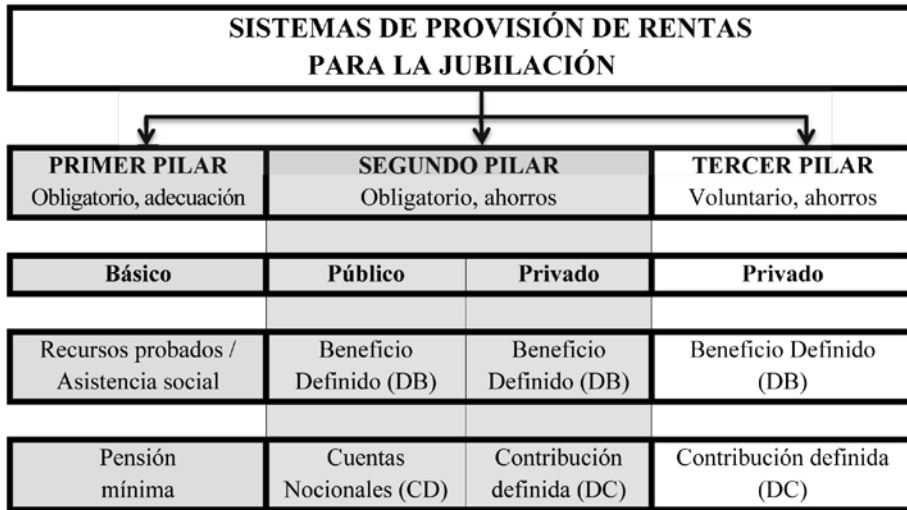 SISTEMAS DE PROVISIÓN DE RENTAS
PARA LA JUBILACIÓN
PRIMER PILAR
Obligatorio, adecuación
SEGUNDO PILAR
Obligatorio, ahorros
TERCER PILAR
Voluntario, ahorros
Básico
Público
Privado
Privado
Recursos probados /
Asistencia social
Beneficio
Definido (DB)
Beneficio
Definido (DB)
Beneficio Definido
(DB)
Pensión
mínima
Cuentas
Nocionales (CD)
Contribución
definida (DC)
Contribución definida
(DC)